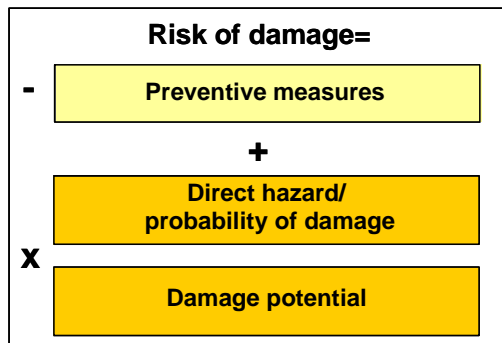 Risk of damage=
- Preventive measures
+
Direct hazard/
probability of damage
x
Damage potential